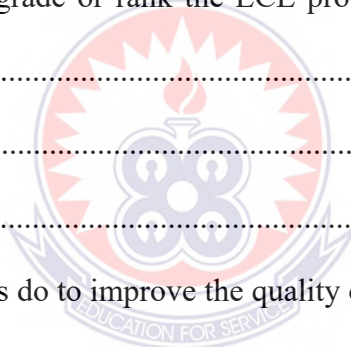 grade or rank the ECE pro
....................................................
....................................................
....................................................
s do to improve the quality
EDUCATION FOR SERVICE